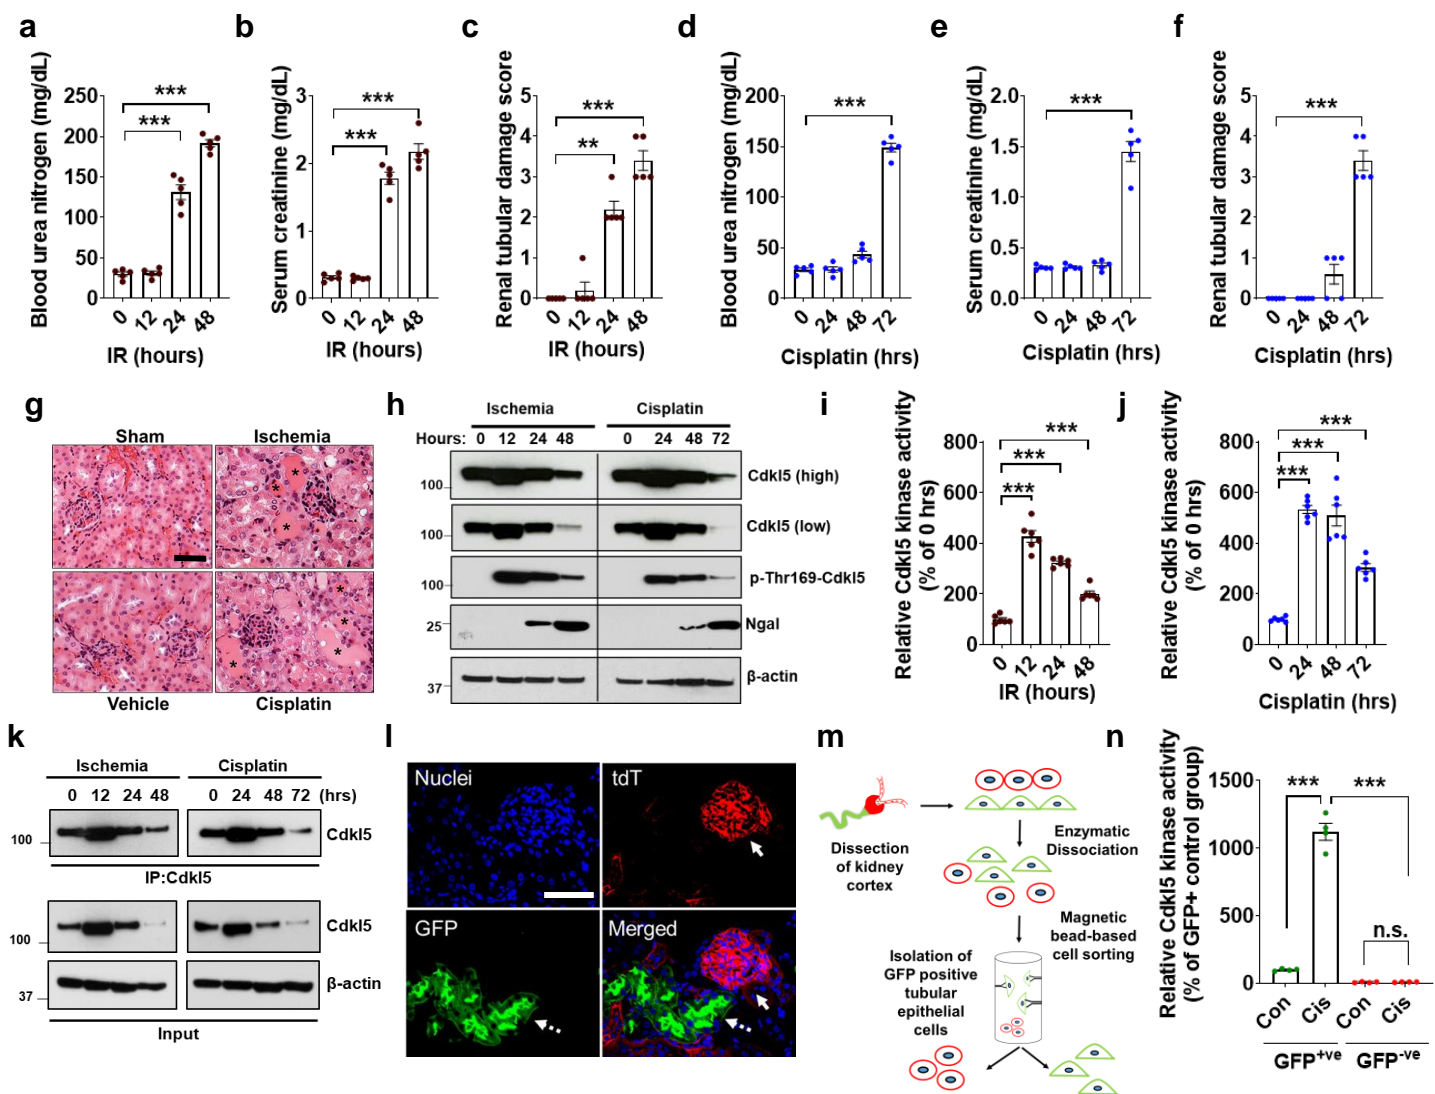 a
Blood urea nitrogen (mg/dL)
250
200
150
100
50
0
***
***
0
12
24
48
IR (hours)
b
Serum creatinine (mg/dL)
3
2
1
0
***
***
0
12
24
48
IR (hours)
c
Renal tubular damage score
5
4
3
2
1
0
***
**
0
12
24
48
IR (hours)
d
Blood urea nitrogen (mg/dL)
200
150
100
50
0
***
0
24
48
72
Cisplatin (hrs)
e
Serum creatinine (mg/dL)
2.0
1.5
1.0
0.5
0.0
***
0
24
48
72
Cisplatin (hrs)
f
Renal tubular damage score
5
4
3
2
1
0
***
0
24
48
72
Cisplatin (hrs)
g
Sham
Ischemia
*
*
*
*
*
*
*
Vehicle
Cisplatin
h
Ischemia
Cisplatin
Hours: 0 12 24 48 0 24 48 72
100
Cdkl5 (high)
100
Cdkl5 (low)
100
p-Thr169-Cdkl5
25
Ngal
37
β-actin
i
Relative Cdkl5 kinase activity
(% of 0 hrs)
800
600
400
200
0
***
***
***
0
12
24
48
IR (hours)
j
Relative Cdkl5 kinase activity
(% of 0 hrs)
800
600
400
200
0
***
***
***
0
24
48
72
Cisplatin (hrs)
k
Ischemia
Cisplatin
0 12 24 48 0 24 48 72 (hrs)
100
Cdkl5
IP:Cdkl5
100
Cdkl5
37
β-actin
Input
l
Nuclei
tdT
GFP
Merged
m
Dissection
of kidney
cortex
Enzymatic
Dissociation
Magnetic
bead-based
cell sorting
Isolation of
GFP positive
tubular
epithelial
cells
n
Relative Cdkl5 kinase activity
(% of GFP+ control group)
1500
1000
500
0
***
***
n.s.
Con
Cis
Con
Cis
GFP+ve
GFP-ve